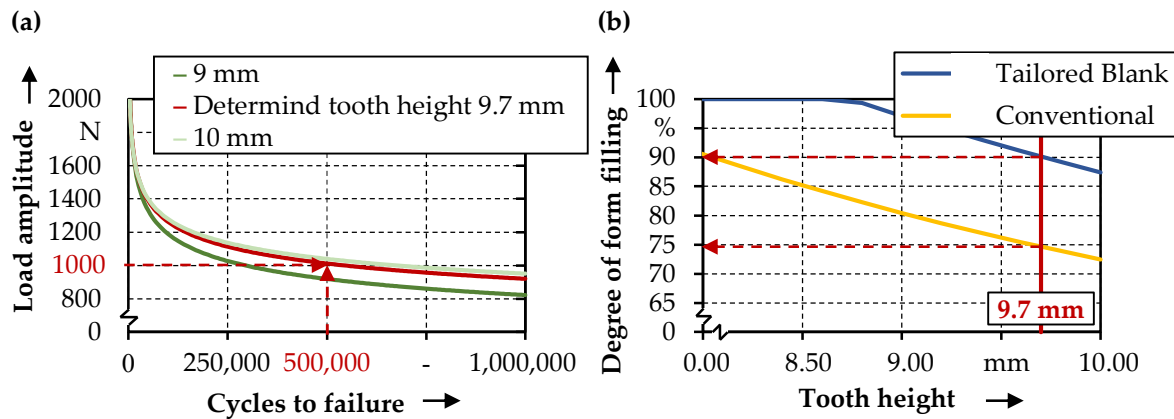 (a)
Load amplitude
9 mm
Determind tooth height 9.7 mm
10 mm
2000
N
1600
1400
1200
1000
800
0
0
250,000
500,000
-
1,000,000
Cycles to failure
(b)
Degree of form filling
Tailored Blank
Conventional
100
%
90
85
80
75
70
65
0
9.7 mm
0.00
8.50
9.00
mm
10.00
Tooth height